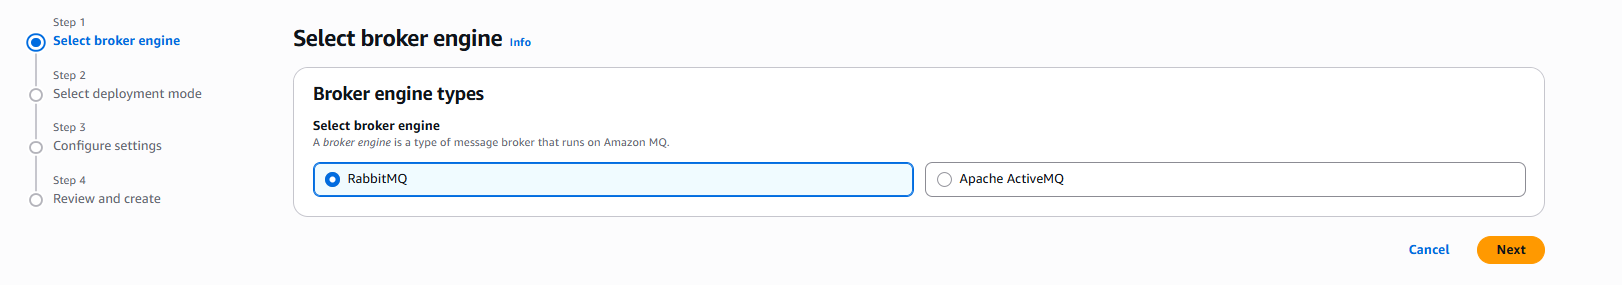 Step 1
Select broker engine
Step 2
Select deployment mode
Step 3
Configure settings
Step 4
Review and create
Select broker engine Info
Broker engine types
Select broker engine
A broker engine is a type of message broker that runs on Amazon MQ.
RabbitMQ
Apache ActiveMQ
Cancel
Next